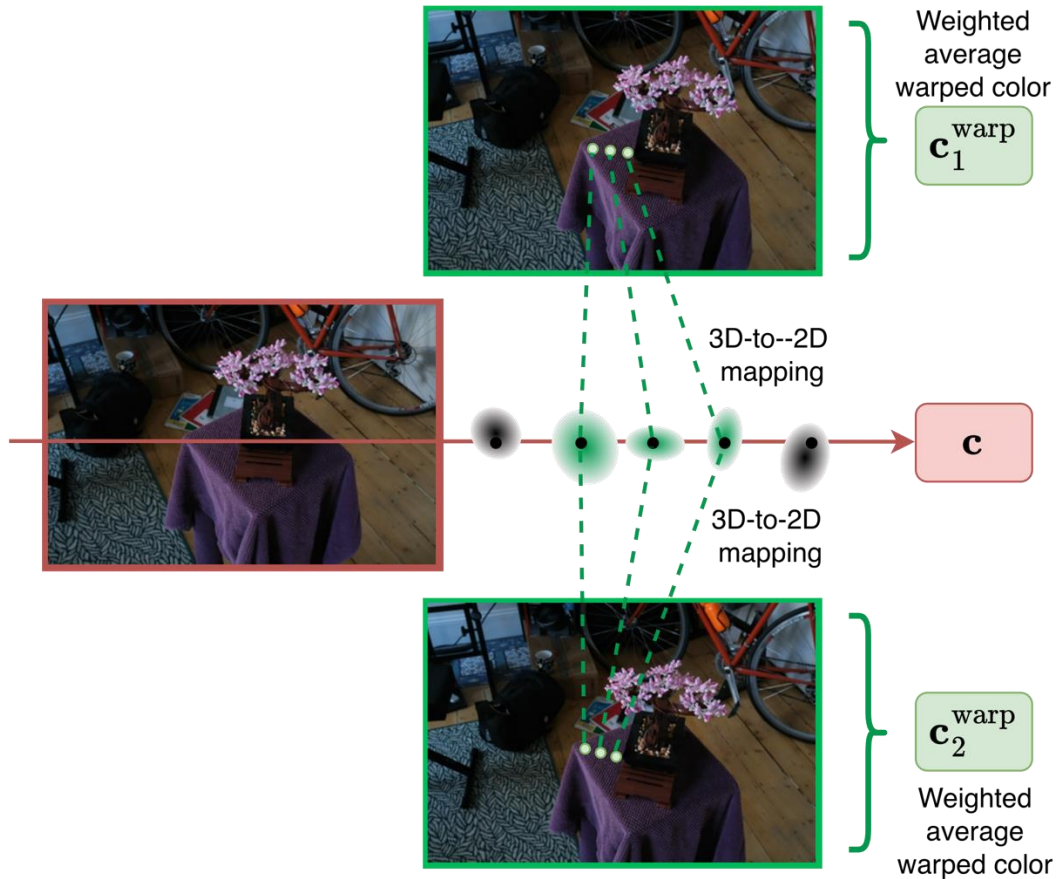 Weighted
average
warped color
c₁^warp
3D-to--2D
mapping
c
3D-to-2D
mapping
c₂^warp
Weighted
average
warped color